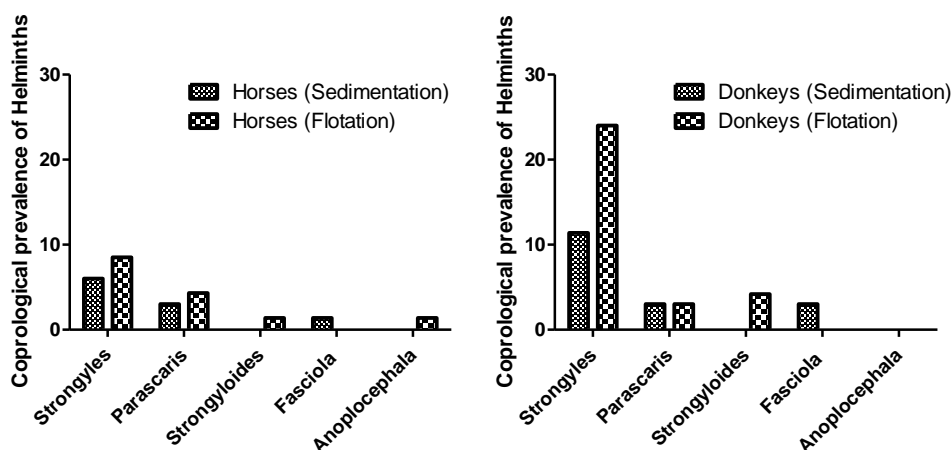 Coprological prevalence of Helminths
30
20
10
0
Horses (Sedimentation)
Horses (Flotation)
Strongyles
Parascaris
Strongyloides
Fasciola
Anoplocephala
Coprological prevalence of Helminths
30
20
10
0
Donkeys (Sedimentation)
Donkeys (Flotation)
Strongyles
Parascaris
Strongyloides
Fasciola
Anoplocephala